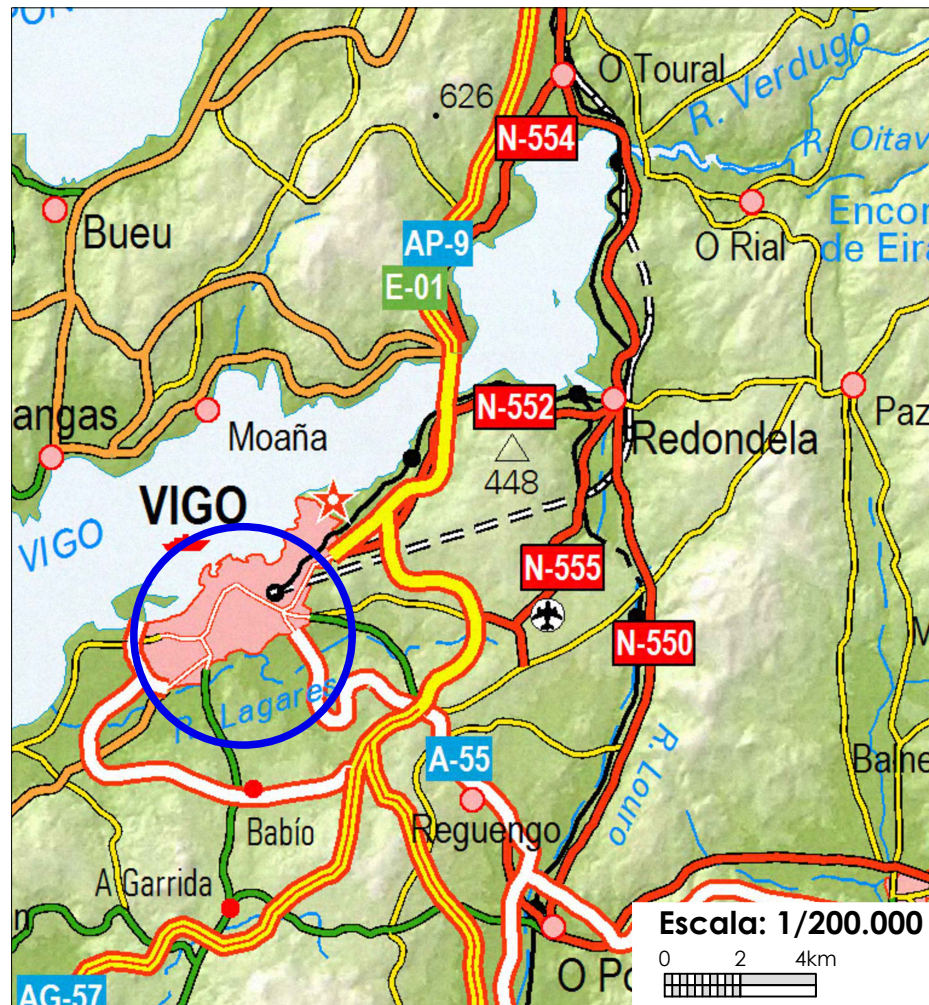 O Toural
R. Verdugo
626
N-554
R. Oitav
Bueu
AP-9
O Rial
Encor
de Eira
E-01
angas
Moaña
N-552
Redondela
Paz
448
VIGO
VIGO
N-555
N-550
R. Lagares
A-55
R. Louro
Balne
Babío
Reguengo
A Garrida
n
Escala: 1/200.000
0 2 4km
O Po
AG-57